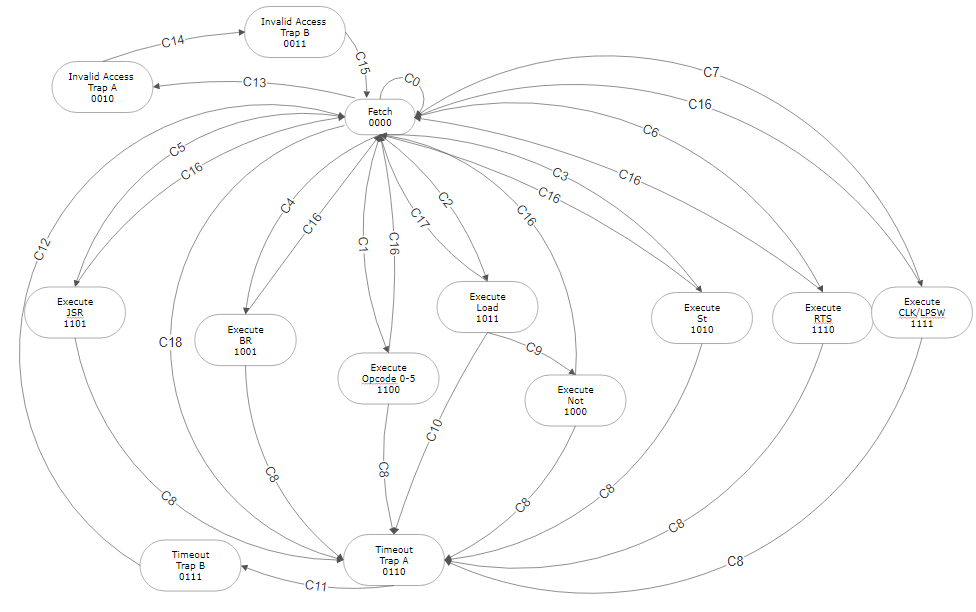 Invalid Access
Trap B
0011
C14
C15
C7
Invalid Access
Trap A
0010
C13
C0
C16
Fetch
0000
C6
C5
C16
C3
C16
C16
C4
C2
C17
C16
C16
C12
C1
C16
Execute
JSR
1101
Execute
BR
1001
C18
Execute
Load
1011
Execute
St
1010
Execute
RTS
1110
Execute
CLK/LPSW
1111
C9
Execute
Opcode 0-5
1100
Execute
Not
1000
C10
C8
C8
C8
C8
C8
C8
C8
Timeout
Trap B
0111
Timeout
Trap A
0110
C11